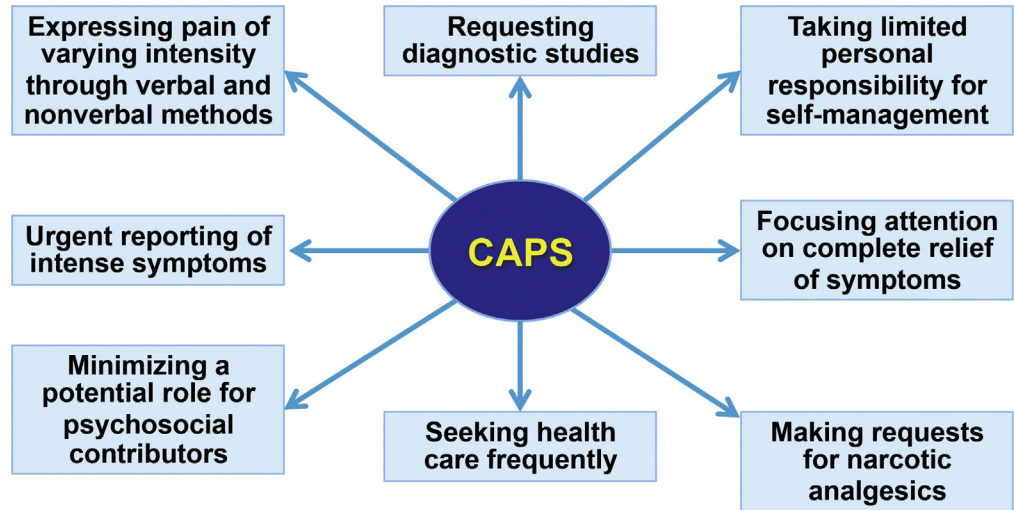 Expressing pain of
varying intensity
through verbal and
nonverbal methods
Requesting
diagnostic studies
Taking limited
personal
responsibility for
self-management
Urgent reporting of
intense symptoms
CAPS
Focusing attention
on complete relief
of symptoms
Minimizing a
potential role for
psychosocial
contributors
Seeking health
care frequently
Making requests
for narcotic
analgesics